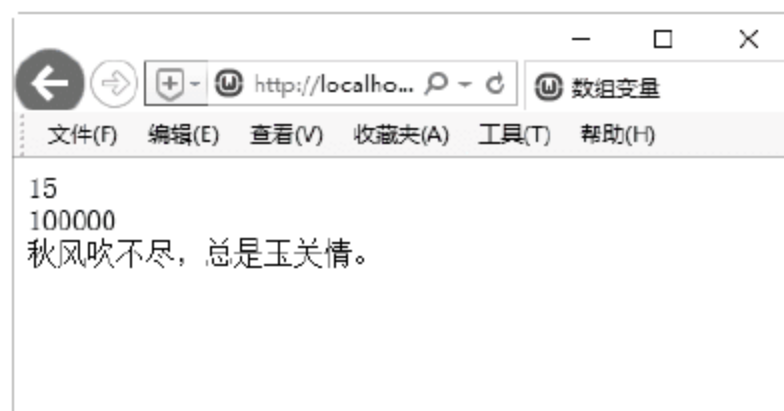 http://localho... 数组变量
文件(F) 编辑(E) 查看(V) 收藏夹(A) 工具(T) 帮助(H)
15
100000
秋风吹不尽，总是玉关情。